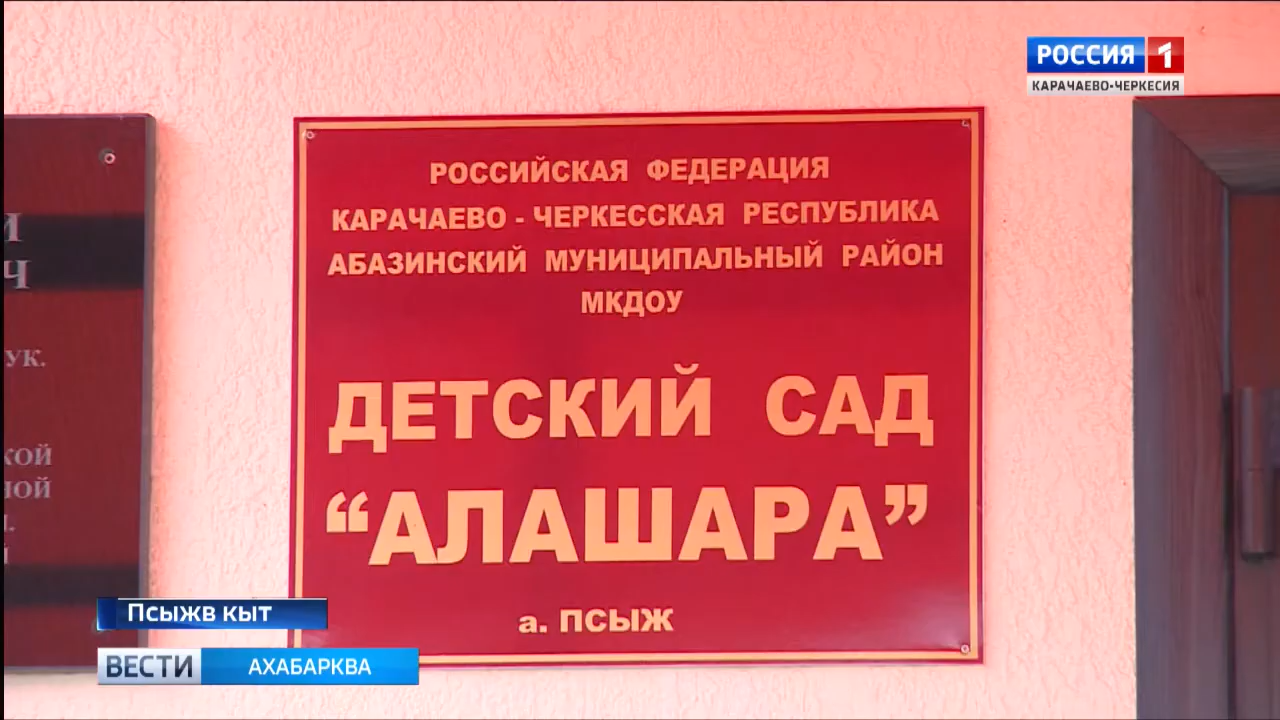 РОССИЯ 1
КАРАЧАЕВО-ЧЕРКЕСИЯ
РОССИЙСКАЯ ФЕДЕРАЦИЯ
КАРАЧАЕВО - ЧЕРКЕССКАЯ РЕСПУБЛИКА
АБАЗИНСКИЙ МУНИЦИПАЛЬНЫЙ РАЙОН
МКДОУ
ДЕТСКИЙ САД
“АЛАШАРА”
а. ПСЫЖ
Псыжв кыт
ВЕСТИ АХАБАРКВА